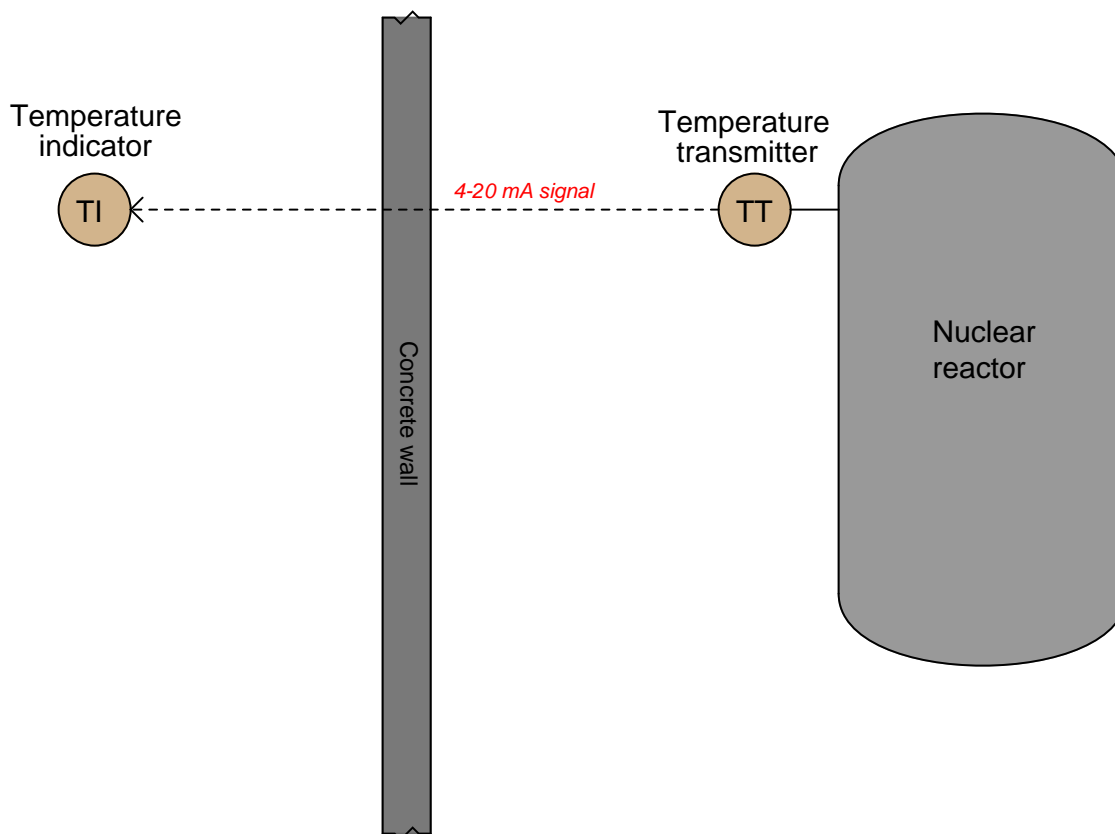 Temperature
indicator
TI
4-20 mA signal
Temperature
transmitter
TT
Concrete wall
Nuclear
reactor